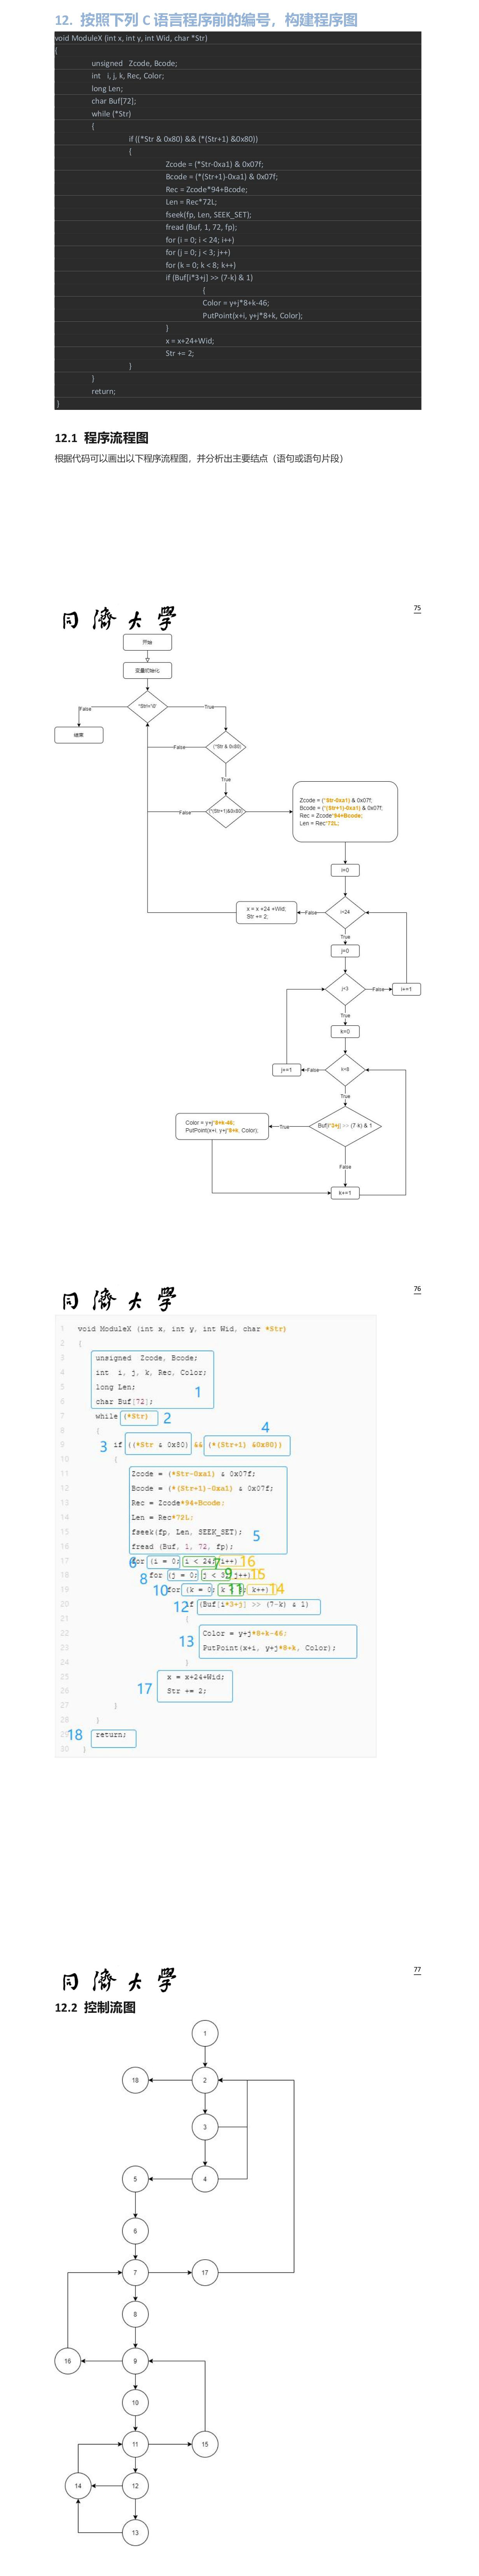 12. 按照下列 C 语言程序前的编号，构建程序图
void ModuleX (int x, int y, int Wid, char *Str)
{
unsigned Zcode, Bcode;
int i, j, k, Rec, Color;
long Len;
char Buf[72];
while (*Str)
{
if ((*Str & 0x80) && (*(Str+1) &0x80))
{
Zcode = (*Str-0xa1) & 0x07f;
Bcode = (*(Str+1)-0xa1) & 0x07f;
Rec = Zcode*94+Bcode;
Len = Rec*72L;
fseek(fp, Len, SEEK_SET);
fread (Buf, 1, 72, fp);
for (i = 0; i < 24; i++)
for (j = 0; j < 3; j++)
for (k = 0; k < 8; k++)
if (Buf[i*3+j] >> (7-k) & 1)
{
Color = y+j*8+k-46;
PutPoint(x+i, y+j*8+k, Color);
}
x = x+24+Wid;
Str += 2;
}
}
return;
}
12.1 程序流程图
根据代码可以画出以下程序流程图，并分析出主要结点（语句或语句片段）
同濟大學
75
开始
变量初始化
*Str!='\0'
False
True
结束
(*Str & 0x80)
False
True
(*(Str+1)&0x80)
False
Zcode = (*Str-0xa1) & 0x07f;
Bcode = (*(Str+1)-0xa1) & 0x07f;
Rec = Zcode*94+Bcode;
Len = Rec*72L;
i=0
x = x +24 +Wid;
Str += 2;
False
i<24
True
j=0
j<3
False
i+=1
True
k=0
j+=1
False
k<8
True
Color = y+j*8+k-46;
PutPoint(x+i, y+j*8+k, Color);
True
Buf[i*3+j] >> (7-k) & 1
False
k+=1
同濟大學
76
1 void ModuleX (int x, int y, int Wid, char *Str)
2 {
3 unsigned Zcode, Bcode;
4 int i, j, k, Rec, Color;
5 long Len; 1
6 char Buf[72];
7 while (*Str) 2
8 { 4
9 3 if ((*Str & 0x80) && (*(Str+1) &0x80))
10 {
11 Zcode = (*Str-0xa1) & 0x07f;
12 Bcode = (*(Str+1)-0xa1) & 0x07f;
13 Rec = Zcode*94+Bcode;
14 Len = Rec*72L;
15 fseek(fp, Len, SEEK_SET); 5
16 fread (Buf, 1, 72, fp);
17 6 for (i = 0; i < 24; 7 i++) 16
18 8 for (j = 0; j < 3; 9 j++) 15
19 10 for (k = 0; k < 8; 11 k++) 14
20 12 if (Buf[i*3+j] >> (7-k) & 1)
21 {
22 Color = y+j*8+k-46;
23 13 PutPoint(x+i, y+j*8+k, Color);
24 }
25 x = x+24+Wid;
26 17 Str += 2;
27 }
28 }
29 18 return;
30 }
同濟大學
77
12.2 控制流图
1
18
2
3
5
4
6
7
17
8
16
9
10
11
15
14
12
13